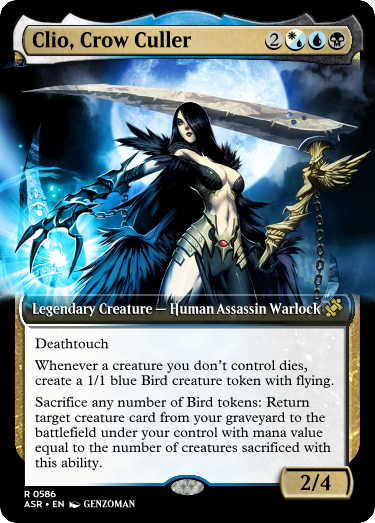 Clio, Crow Culler 2
Legendary Creature — Human Assassin Warlock
Deathtouch
Whenever a creature you don't control dies,
create a 1/1 blue Bird creature token with flying.
Sacrifice any number of Bird tokens: Return
target creature card from your graveyard to the
battlefield under your control with mana value
equal to the number of creatures sacrificed with
this ability.
2/4
R 0586
ASR • EN GENZOMAN